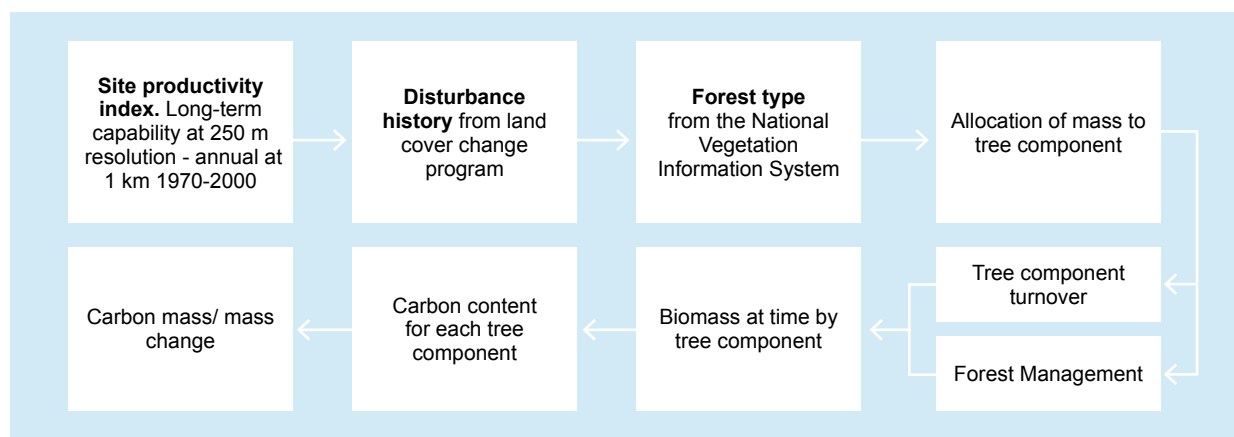 Site productivity
index. Long-term
capability at 250 m
resolution - annual at
1 km 1970-2000
Disturbance
history from land
cover change
program
Forest type
from the National
Vegetation
Information System
Allocation of mass to
tree component
Tree component
turnover
Forest Management
Biomass at time by
tree component
Carbon content
for each tree
component
Carbon mass/ mass
change